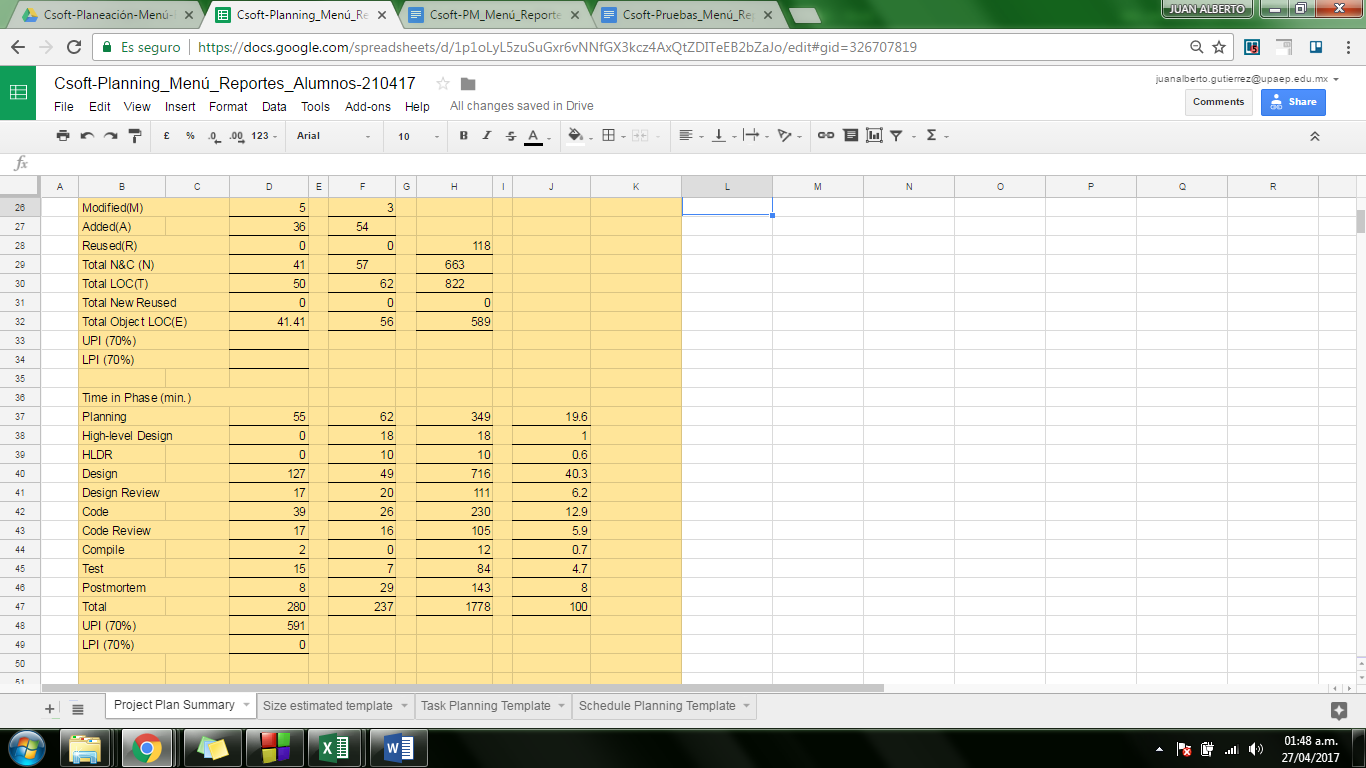 Csoft-Planeación-Menú- Csoft-Planning_Menú_Re Csoft-PM_Menú_Reporte Csoft-Pruebas_Menú_Rep JUAN ALBERTO
Es seguro https://docs.google.com/spreadsheets/d/1p1oLyL5zuSuGxr6vNNfGX3kcz4AxQtZDITeEB2bZaJo/edit#gid=326707819
Csoft-Planning_Menú_Reportes_Alumnos-210417 juanalberto.gutierrez@upaep.edu.mx
File Edit View Insert Format Data Tools Add-ons Help All changes saved in Drive Comments Share
£ % .0 .00 123 Arial 10 B I S A Σ
fx
A B C D E F G H I J K L M N O P Q R
26 Modified(M) 5 3
27 Added(A) 36 54
28 Reused(R) 0 0 118
29 Total N&C (N) 41 57 663
30 Total LOC(T) 50 62 822
31 Total New Reused 0 0 0
32 Total Object LOC(E) 41.41 56 589
33 UPI (70%)
34 LPI (70%)
35
36 Time in Phase (min.)
37 Planning 55 62 349 19.6
38 High-level Design 0 18 18 1
39 HLDR 0 10 10 0.6
40 Design 127 49 716 40.3
41 Design Review 17 20 111 6.2
42 Code 39 26 230 12.9
43 Code Review 17 16 105 5.9
44 Compile 2 0 12 0.7
45 Test 15 7 84 4.7
46 Postmortem 8 29 143 8
47 Total 280 237 1778 100
48 UPI (70%) 591
49 LPI (70%) 0
50
51
Project Plan Summary Size estimated template Task Planning Template Schedule Planning Template
01:48 a.m.
27/04/2017